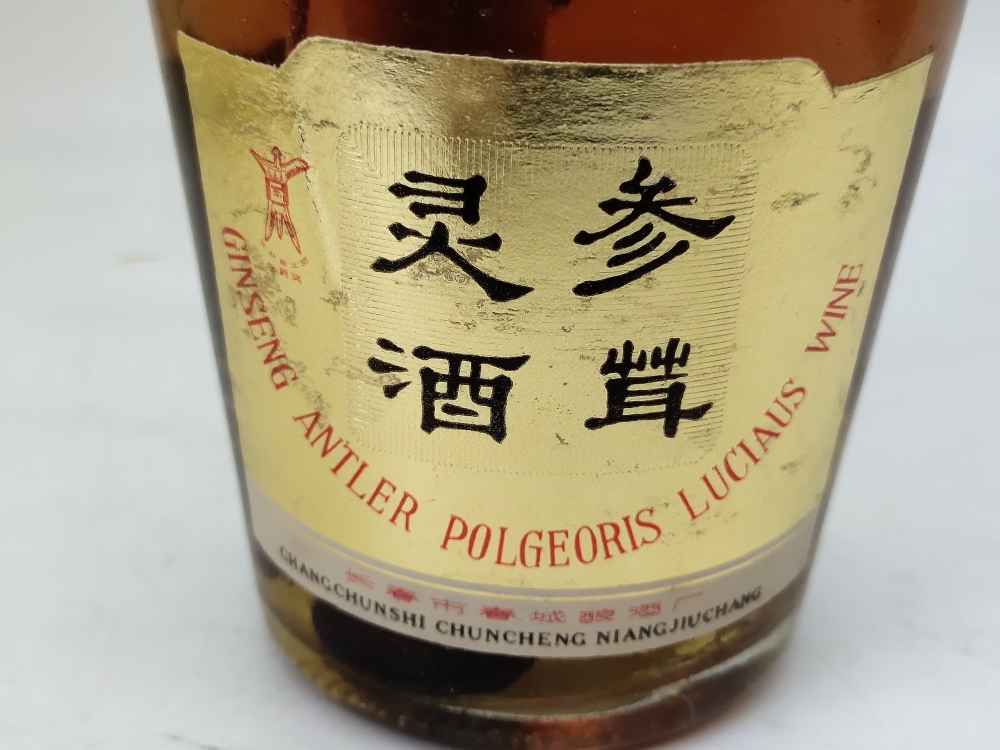 参茸
灵酒
GINSENG ANTLER POLGEORIS LUCIAUS WINE
长春市春城酿酒厂
CHANGCHUNSHI CHUNCHENG NIANGJIUCHANG